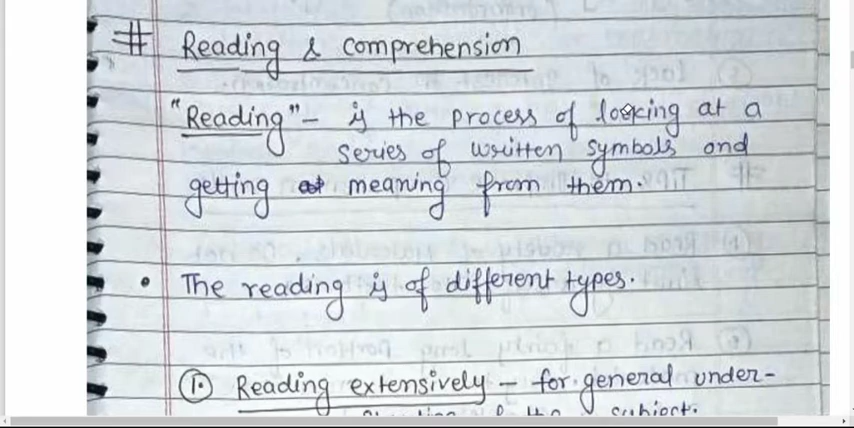 # Reading & comprehension
"Reading" – is the process of looking at a
series of written symbols and
getting meaning from them.
• The reading is of different types.
① Reading extensively – for general under-
subject.